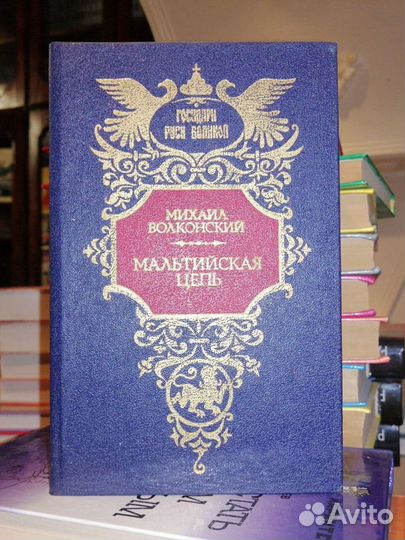 ГОСУДАРИ
РУСИ ВЕЛИКОЙ
МИХАИЛ
ВОЛКОНСКИЙ
МАЛЬТИЙСКАЯ
ЦЕПЬ
Avito